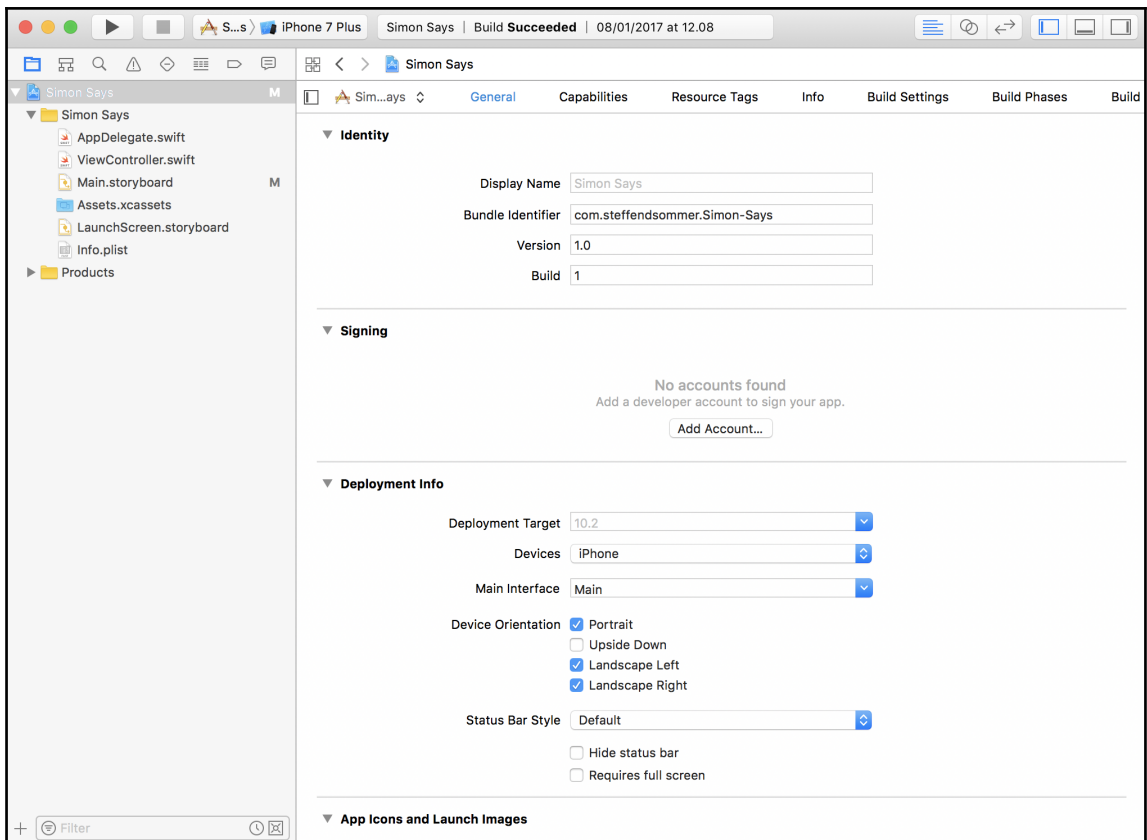 S...s iPhone 7 Plus Simon Says | Build Succeeded | 08/01/2017 at 12.08
Simon Says
Simon Says M
Sim...ays General Capabilities Resource Tags Info Build Settings Build Phases Build
Simon Says
AppDelegate.swift
ViewController.swift
Main.storyboard M
Assets.xcassets
LaunchScreen.storyboard
Info.plist
Products
Identity
Display Name Simon Says
Bundle Identifier com.steffendsommer.Simon-Says
Version 1.0
Build 1
Signing
No accounts found
Add a developer account to sign your app.
Add Account...
Deployment Info
Deployment Target 10.2
Devices iPhone
Main Interface Main
Device Orientation Portrait
Upside Down
Landscape Left
Landscape Right
Status Bar Style Default
Hide status bar
Requires full screen
App Icons and Launch Images
Filter